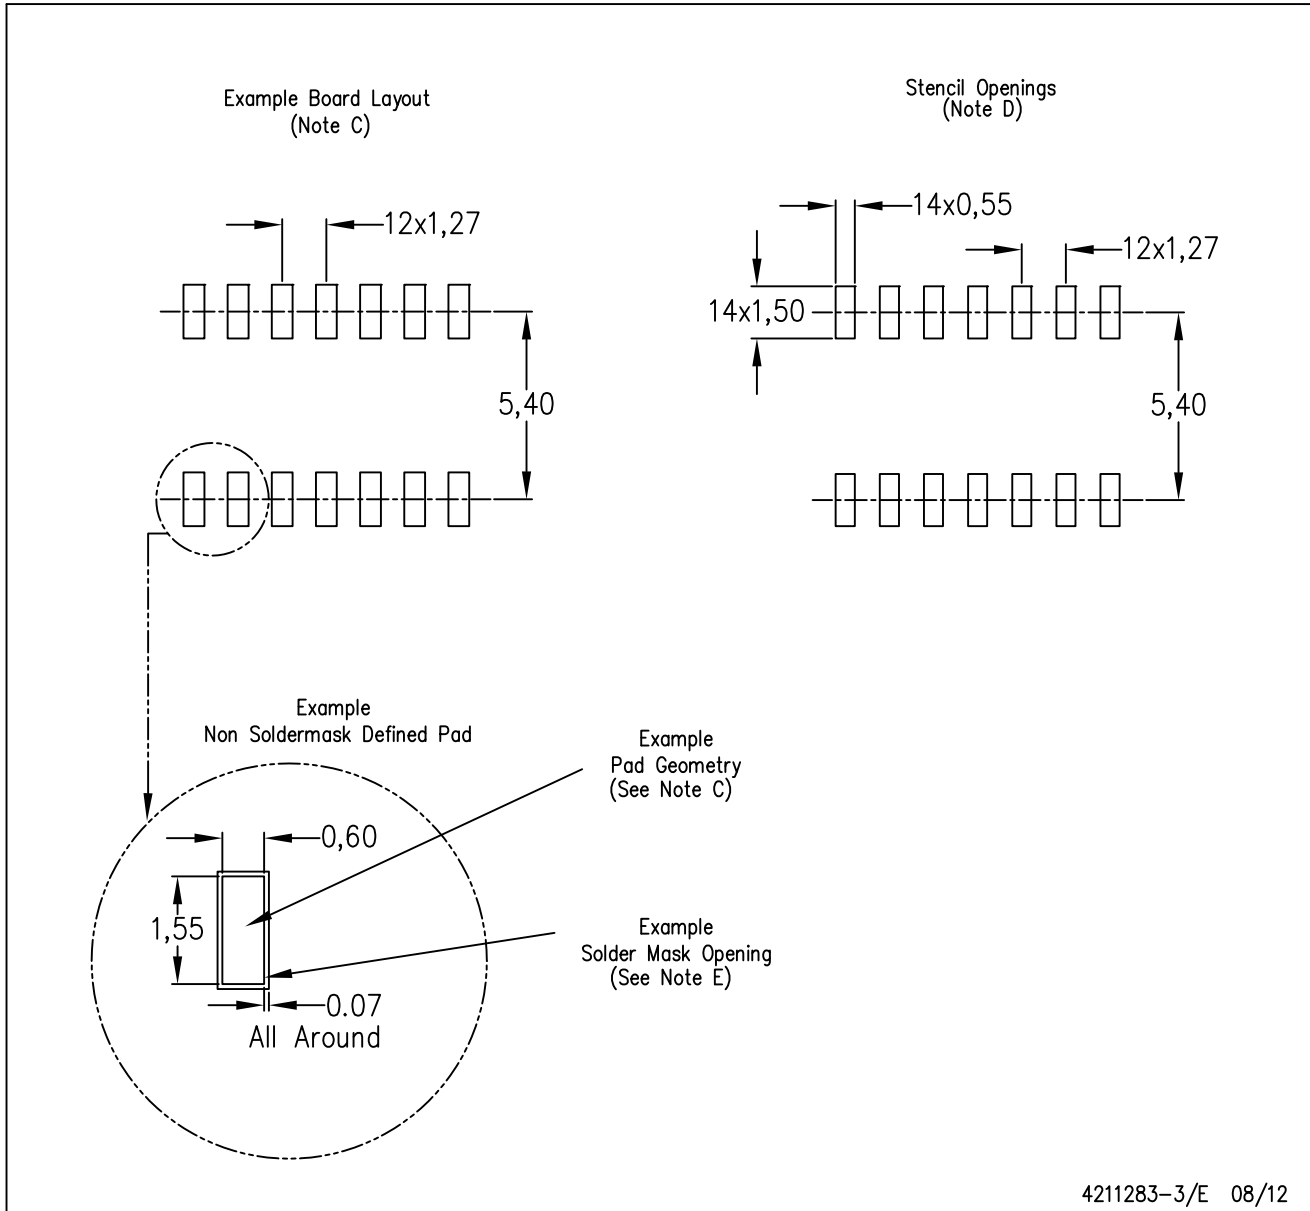 Example Board Layout
(Note C)
Stencil Openings
(Note D)
12x1,27
14x0,55
12x1,27
14x1,50
5,40
5,40
Example
Non Soldermask Defined Pad
Example
Pad Geometry
(See Note C)
0,60
1,55
Example
Solder Mask Opening
(See Note E)
0.07
All Around
4211283-3/E 08/12